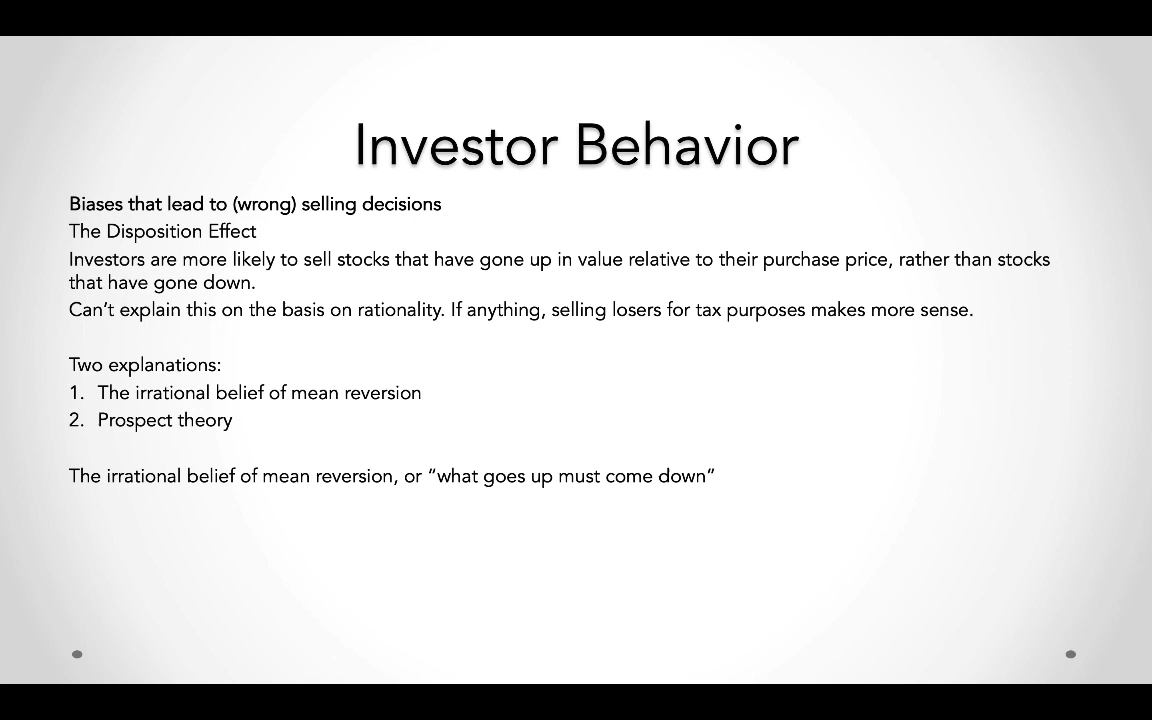 Investor Behavior
Biases that lead to (wrong) selling decisions
The Disposition Effect
Investors are more likely to sell stocks that have gone up in value relative to their purchase price, rather than stocks
that have gone down.
Can’t explain this on the basis on rationality. If anything, selling losers for tax purposes makes more sense.
Two explanations:
1. The irrational belief of mean reversion
2. Prospect theory
The irrational belief of mean reversion, or “what goes up must come down”